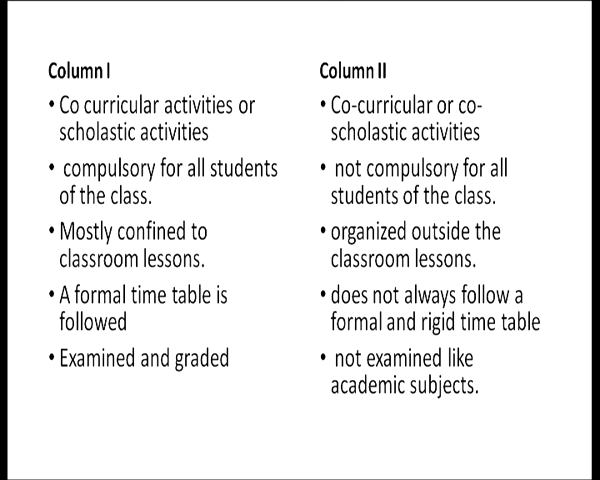 Column I
• Co curricular activities or
scholastic activities
• compulsory for all students
of the class.
• Mostly confined to
classroom lessons.
• A formal time table is
followed
• Examined and graded
Column II
• Co-curricular or co-
scholastic activities
• not compulsory for all
students of the class.
• organized outside the
classroom lessons.
• does not always follow a
formal and rigid time table
• not examined like
academic subjects.